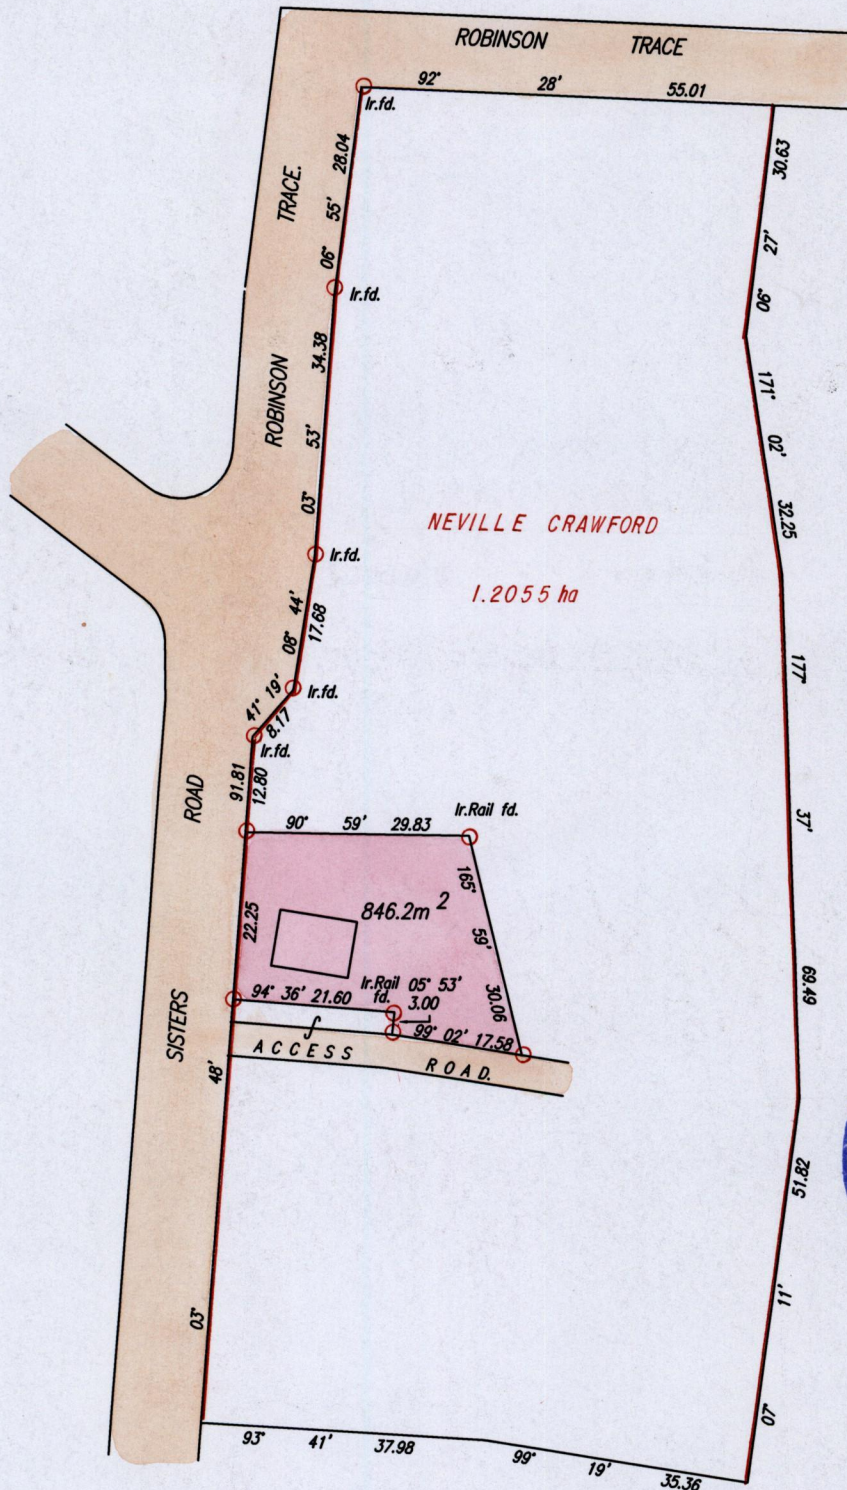 ROBINSON TRACE
92° 28' 55.01
Ir.fd.
28.04
55'
06°
Ir.fd.
TRACE.
ROBINSON
34.38
53'
03°
Ir.fd.
44'
08°
17.68
Ir.fd.
41° 19'
8.17
Ir.fd.
91.81
12.80
30.63
27'
06°
171°
02'
32.25
177°
37'
69.49
51.82
11'
07°
NEVILLE CRAWFORD
1.2055 ha
ROAD
SISTERS
90° 59' 29.83
Ir.Rail fd.
165°
59'
30.06
846.2m 2
22.25
94° 36' 21.60
Ir.Rail
fd.
05° 53'
3.00
99° 02' 17.58
ACCESS ROAD.
48'
03°
93° 41' 37.98
99° 19' 35.36